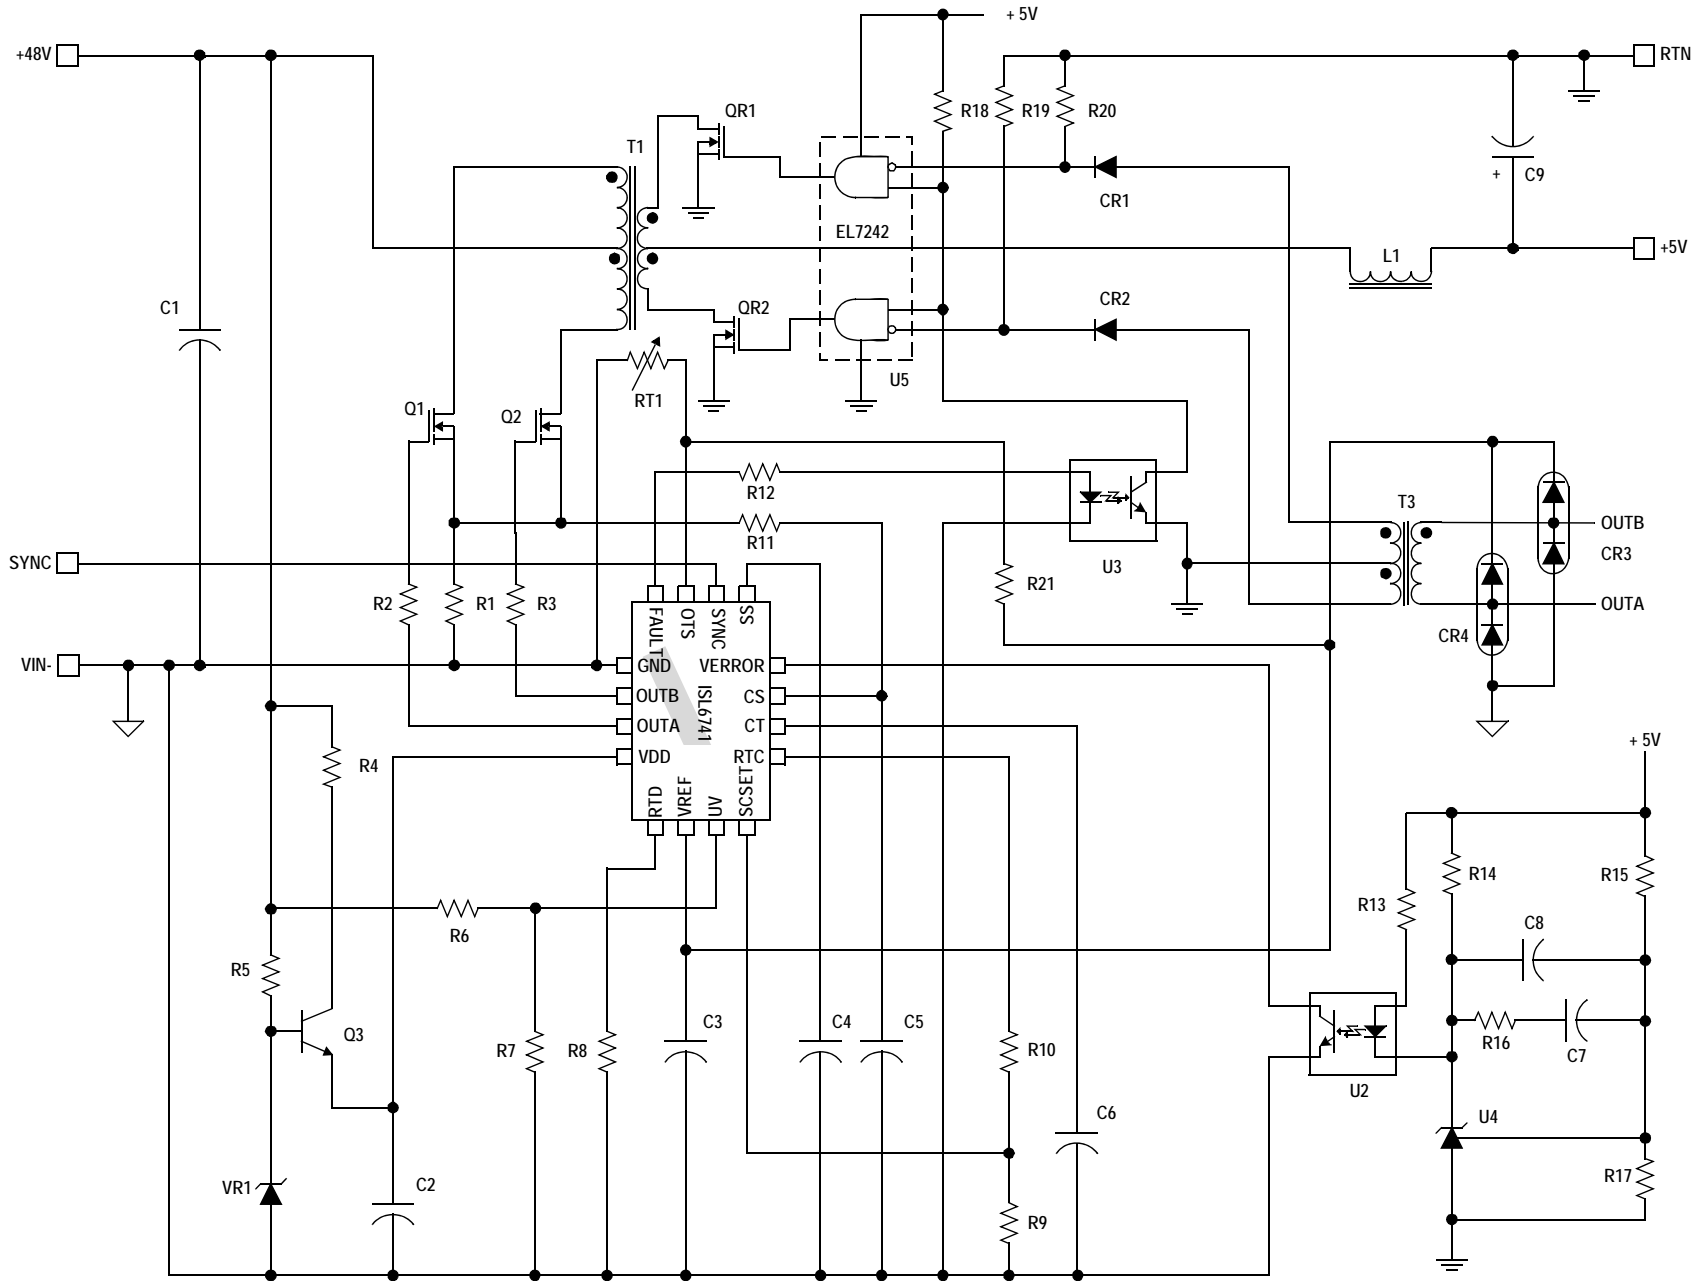 + 5V
+48V
RTN
QR1
R18
R19
R20
T1
CR1
C9
+
EL7242
L1
+5V
C1
QR2
CR2
U5
RT1
Q1
Q2
R12
T3
R11
OUTB
CR3
SYNC
U3
R21
R2
R1
R3
OUTA
FAULT
OTS
SYNC
SS
CR4
VIN-
GND
VERROR
OUTB
ISL6741
CS
OUTA
CT
VDD
RTC
+ 5V
R4
RTD
VREF
UV
SCSET
R14
R15
R13
R6
C8
R5
Q3
C3
C4
C5
R7
R8
R10
R16
C7
U2
C6
U4
VR1
C2
R17
R9